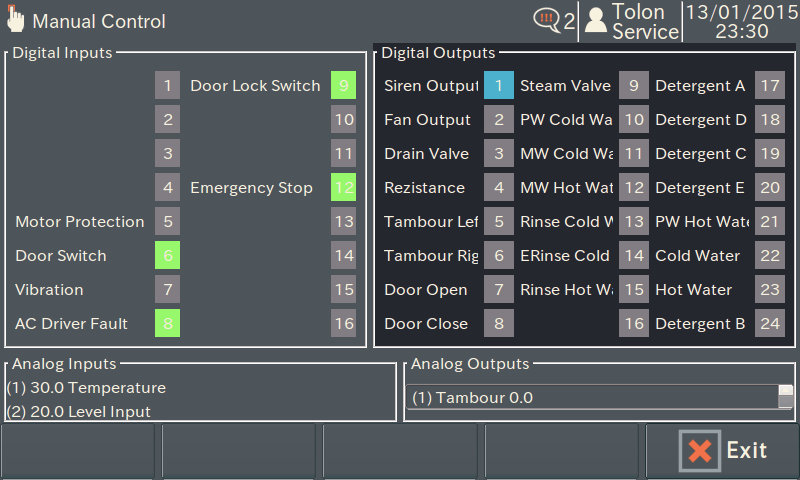 Manual Control
!!! 2
Tolon
Service
13/01/2015
23:30
Digital Inputs
1 Door Lock Switch 9
2 10
3 11
4 Emergency Stop 12
Motor Protection 5 13
Door Switch 6 14
Vibration 7 15
AC Driver Fault 8 16
Digital Outputs
Siren Output 1 Steam Valve 9 Detergent A 17
Fan Output 2 PW Cold Wa 10 Detergent D 18
Drain Valve 3 MW Cold Wa 11 Detergent C 19
Rezistance 4 MW Hot Wat 12 Detergent E 20
Tambour Lef 5 Rinse Cold W 13 PW Hot Wate 21
Tambour Rig 6 ERinse Cold 14 Cold Water 22
Door Open 7 Rinse Hot Wa 15 Hot Water 23
Door Close 8 16 Detergent B 24
Analog Inputs
(1) 30.0 Temperature
(2) 20.0 Level Input
Analog Outputs
(1) Tambour 0.0
Exit